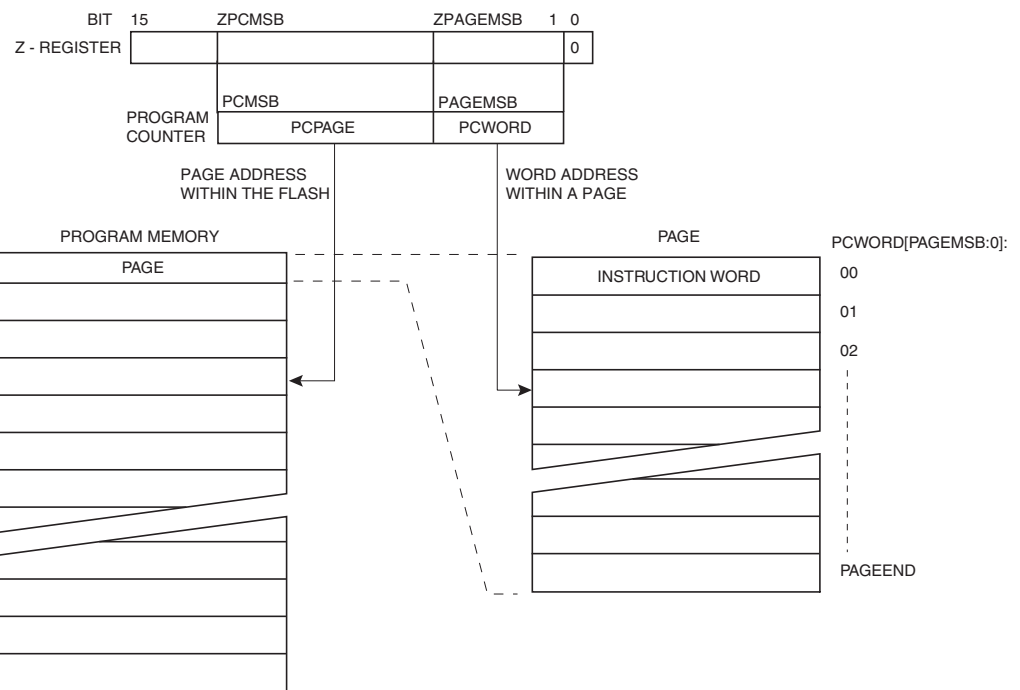 BIT 15 ZPCMSB ZPAGEMSB 1 0
Z - REGISTER 0
PCMSB PAGEMSB
PROGRAM
COUNTER
PCPAGE PCWORD
PAGE ADDRESS
WITHIN THE FLASH
WORD ADDRESS
WITHIN A PAGE
PROGRAM MEMORY
PAGE
PAGE
PCWORD[PAGEMSB:0]:
INSTRUCTION WORD
00
01
02
PAGEEND